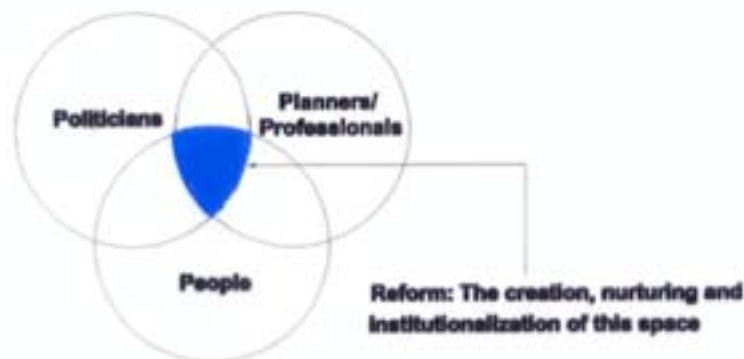 Politicians
Planners/
Professionals
People
Reform: The creation, nurturing and
institutionalization of this space